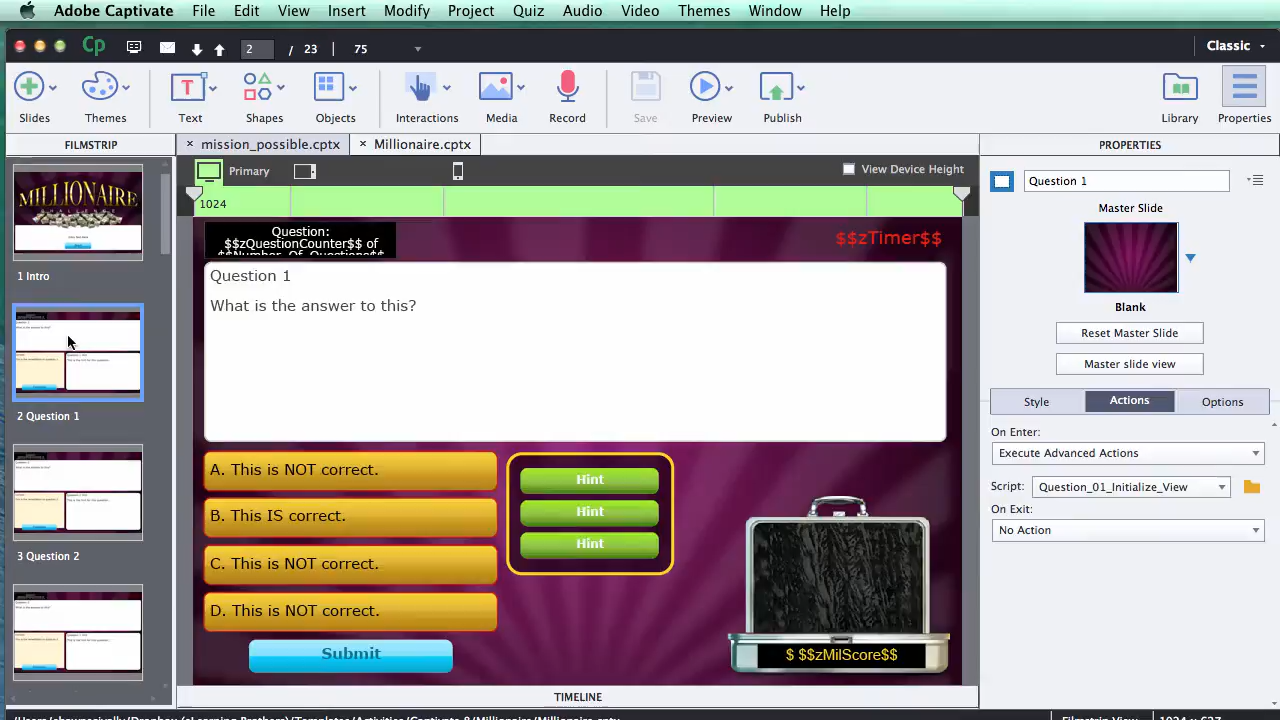 Adobe Captivate File Edit View Insert Modify Project Quiz Audio Video Themes Window Help
Cp 2 / 23 75 Classic
Slides Themes Text Shapes Objects Interactions Media Record Save Preview Publish Library Properties
FILMSTRIP × mission_possible.cptx × Millionaire.cptx PROPERTIES
Primary View Device Height
1024
MILLIONAIRE
CHALLENGE
1 Intro
2 Question 1
3 Question 2
Question:
$$zQuestionCounter$$ of
$$Number_Of_Questions$$
$$zTimer$$
Question 1
What is the answer to this?
A. This is NOT correct.
B. This IS correct.
C. This is NOT correct.
D. This is NOT correct.
Submit
Hint
Hint
Hint
$ $$zMilScore$$
TIMELINE
Question 1
Master Slide
Blank
Reset Master Slide
Master slide view
Style Actions Options
On Enter:
Execute Advanced Actions
Script: Question_01_Initialize_View
On Exit:
No Action